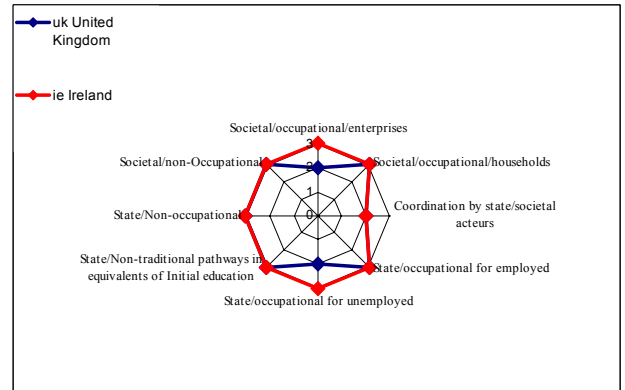 uk United
Kingdom
ie Ireland
Societal/occupational/enterprises
3
Societal/non-Occupational
2
Societal/occupational/households
1
State/Non-occupational
0
Coordination by state/societal
acteurs
State/Non-traditional pathways in
equivalents of Initial education
State/occupational for employed
State/occupational for unemployed